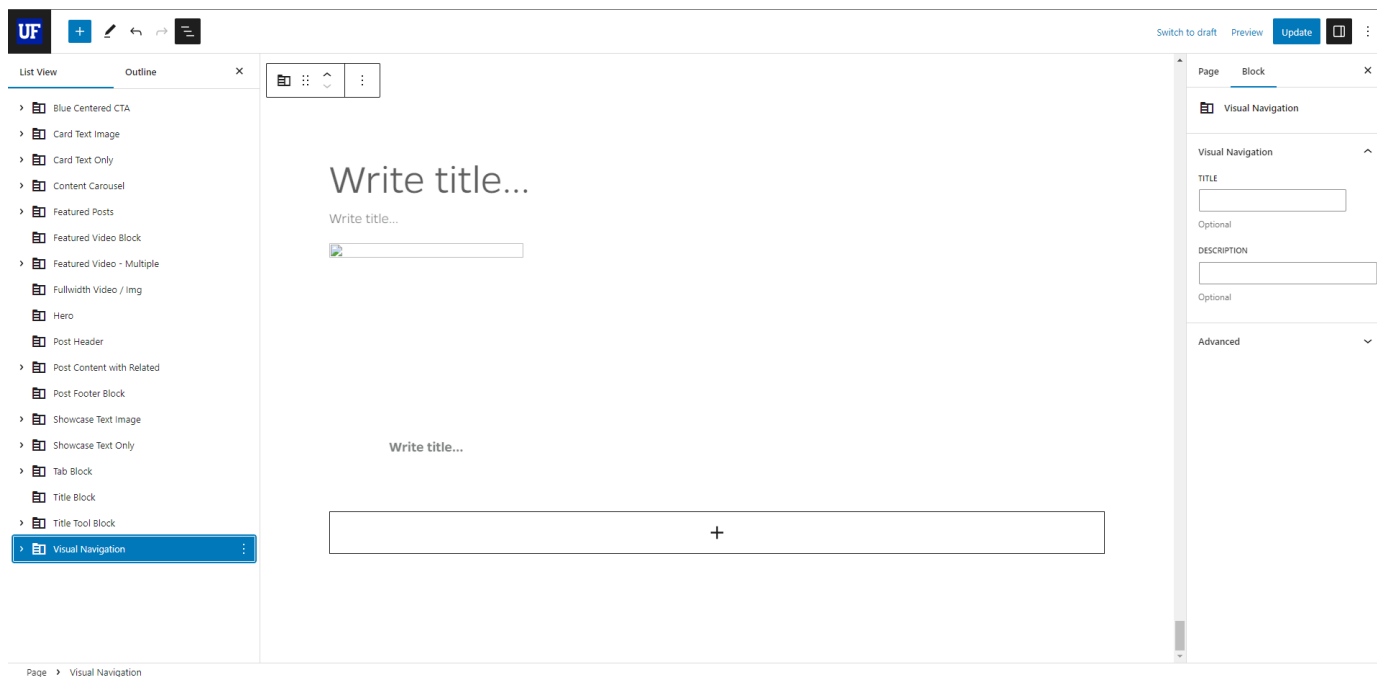 UF
Switch to draft Preview Update
List View Outline
Blue Centered CTA
Card Text Image
Card Text Only
Content Carousel
Featured Posts
Featured Video Block
Featured Video - Multiple
Fullwidth Video / Img
Hero
Post Header
Post Content with Related
Post Footer Block
Showcase Text Image
Showcase Text Only
Tab Block
Title Block
Title Tool Block
Visual Navigation
Write title...
Write title...
Write title...
Page Block
Visual Navigation
Visual Navigation
TITLE
Optional
DESCRIPTION
Optional
Advanced
Page > Visual Navigation